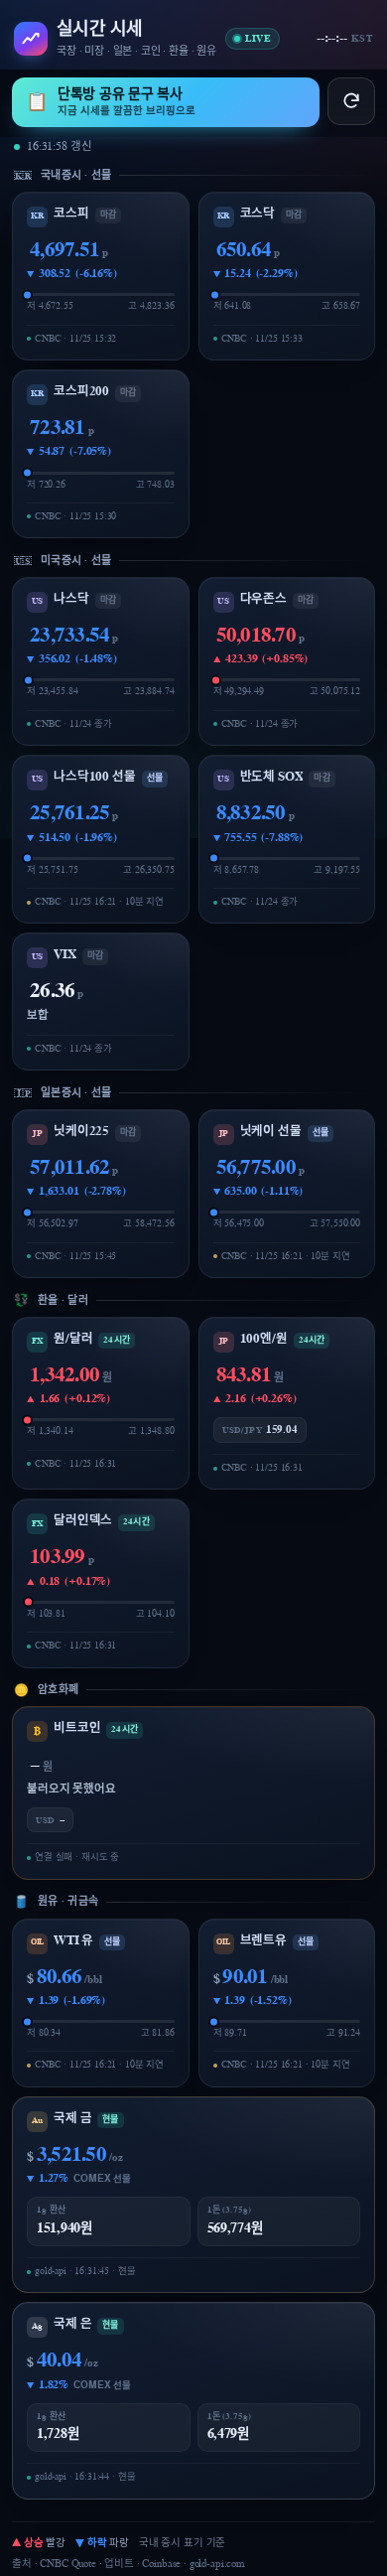 실시간 시세
국장 · 미장 · 일본 · 코인 · 환율 · 원유
LIVE
--:--:-- KST
단톡방 공유 문구 복사
지금 시세를 깔끔한 브리핑으로
16:31:58 갱신
KR 국내증시 · 선물
KR 코스피 마감
4,697.51 p
▼ 308.52 (-6.16%)
저 4,672.55 고 4,823.36
CNBC · 11/25 15:32
KR 코스닥 마감
650.64 p
▼ 15.24 (-2.29%)
저 641.08 고 658.67
CNBC · 11/25 15:33
KR 코스피200 마감
723.81 p
▼ 54.87 (-7.05%)
저 720.26 고 748.03
CNBC · 11/25 15:30
US 미국증시 · 선물
US 나스닥 마감
23,733.54 p
▼ 356.02 (-1.48%)
저 23,455.84 고 23,884.74
CNBC · 11/24 종가
US 다우존스 마감
50,018.70 p
▲ 423.39 (+0.85%)
저 49,294.49 고 50,075.12
CNBC · 11/24 종가
US 나스닥100 선물 선물
25,761.25 p
▼ 514.50 (-1.96%)
저 25,751.75 고 26,350.75
CNBC · 11/25 16:21 · 10분 지연
US 반도체 SOX 마감
8,832.50 p
▼ 755.55 (-7.88%)
저 8,657.78 고 9,197.55
CNBC · 11/24 종가
US VIX 마감
26.36 p
보합
CNBC · 11/24 종가
JP 일본증시 · 선물
JP 닛케이225 마감
57,011.62 p
▼ 1,633.01 (-2.78%)
저 56,502.97 고 58,472.56
CNBC · 11/25 15:45
JP 닛케이 선물 선물
56,775.00 p
▼ 635.00 (-1.11%)
저 56,475.00 고 57,550.00
CNBC · 11/25 16:21 · 10분 지연
환율 · 달러
FX 원/달러 24시간
1,342.00 원
▲ 1.66 (+0.12%)
저 1,340.14 고 1,348.80
CNBC · 11/25 16:31
JP 100엔/원 24시간
843.81 원
▲ 2.16 (+0.26%)
USD/JPY 159.04
CNBC · 11/25 16:31
FX 달러인덱스 24시간
103.99 p
▲ 0.18 (+0.17%)
저 103.81 고 104.10
CNBC · 11/25 16:31
암호화폐
₿ 비트코인 24시간
– 원
불러오지 못했어요
USD –
연결 실패 · 재시도 중
원유 · 귀금속
OIL WTI유 선물
$ 80.66 /bbl
▼ 1.39 (-1.69%)
저 80.34 고 81.86
CNBC · 11/25 16:21 · 10분 지연
OIL 브렌트유 선물
$ 90.01 /bbl
▼ 1.39 (-1.52%)
저 89.71 고 91.24
CNBC · 11/25 16:21 · 10분 지연
Au 국제 금 현물
$ 3,521.50 /oz
▼ 1.27% COMEX 선물
1g 환산
151,940원
1돈 (3.75g)
569,774원
gold-api · 16:31:45 · 현물
Ag 국제 은 현물
$ 40.04 /oz
▼ 1.82% COMEX 선물
1g 환산
1,728원
1돈 (3.75g)
6,479원
gold-api · 16:31:44 · 현물
▲ 상승 빨강 ▼ 하락 파랑 국내 증시 표기 기준
출처 · CNBC Quote · 업비트 · Coinbase · gold-api.com